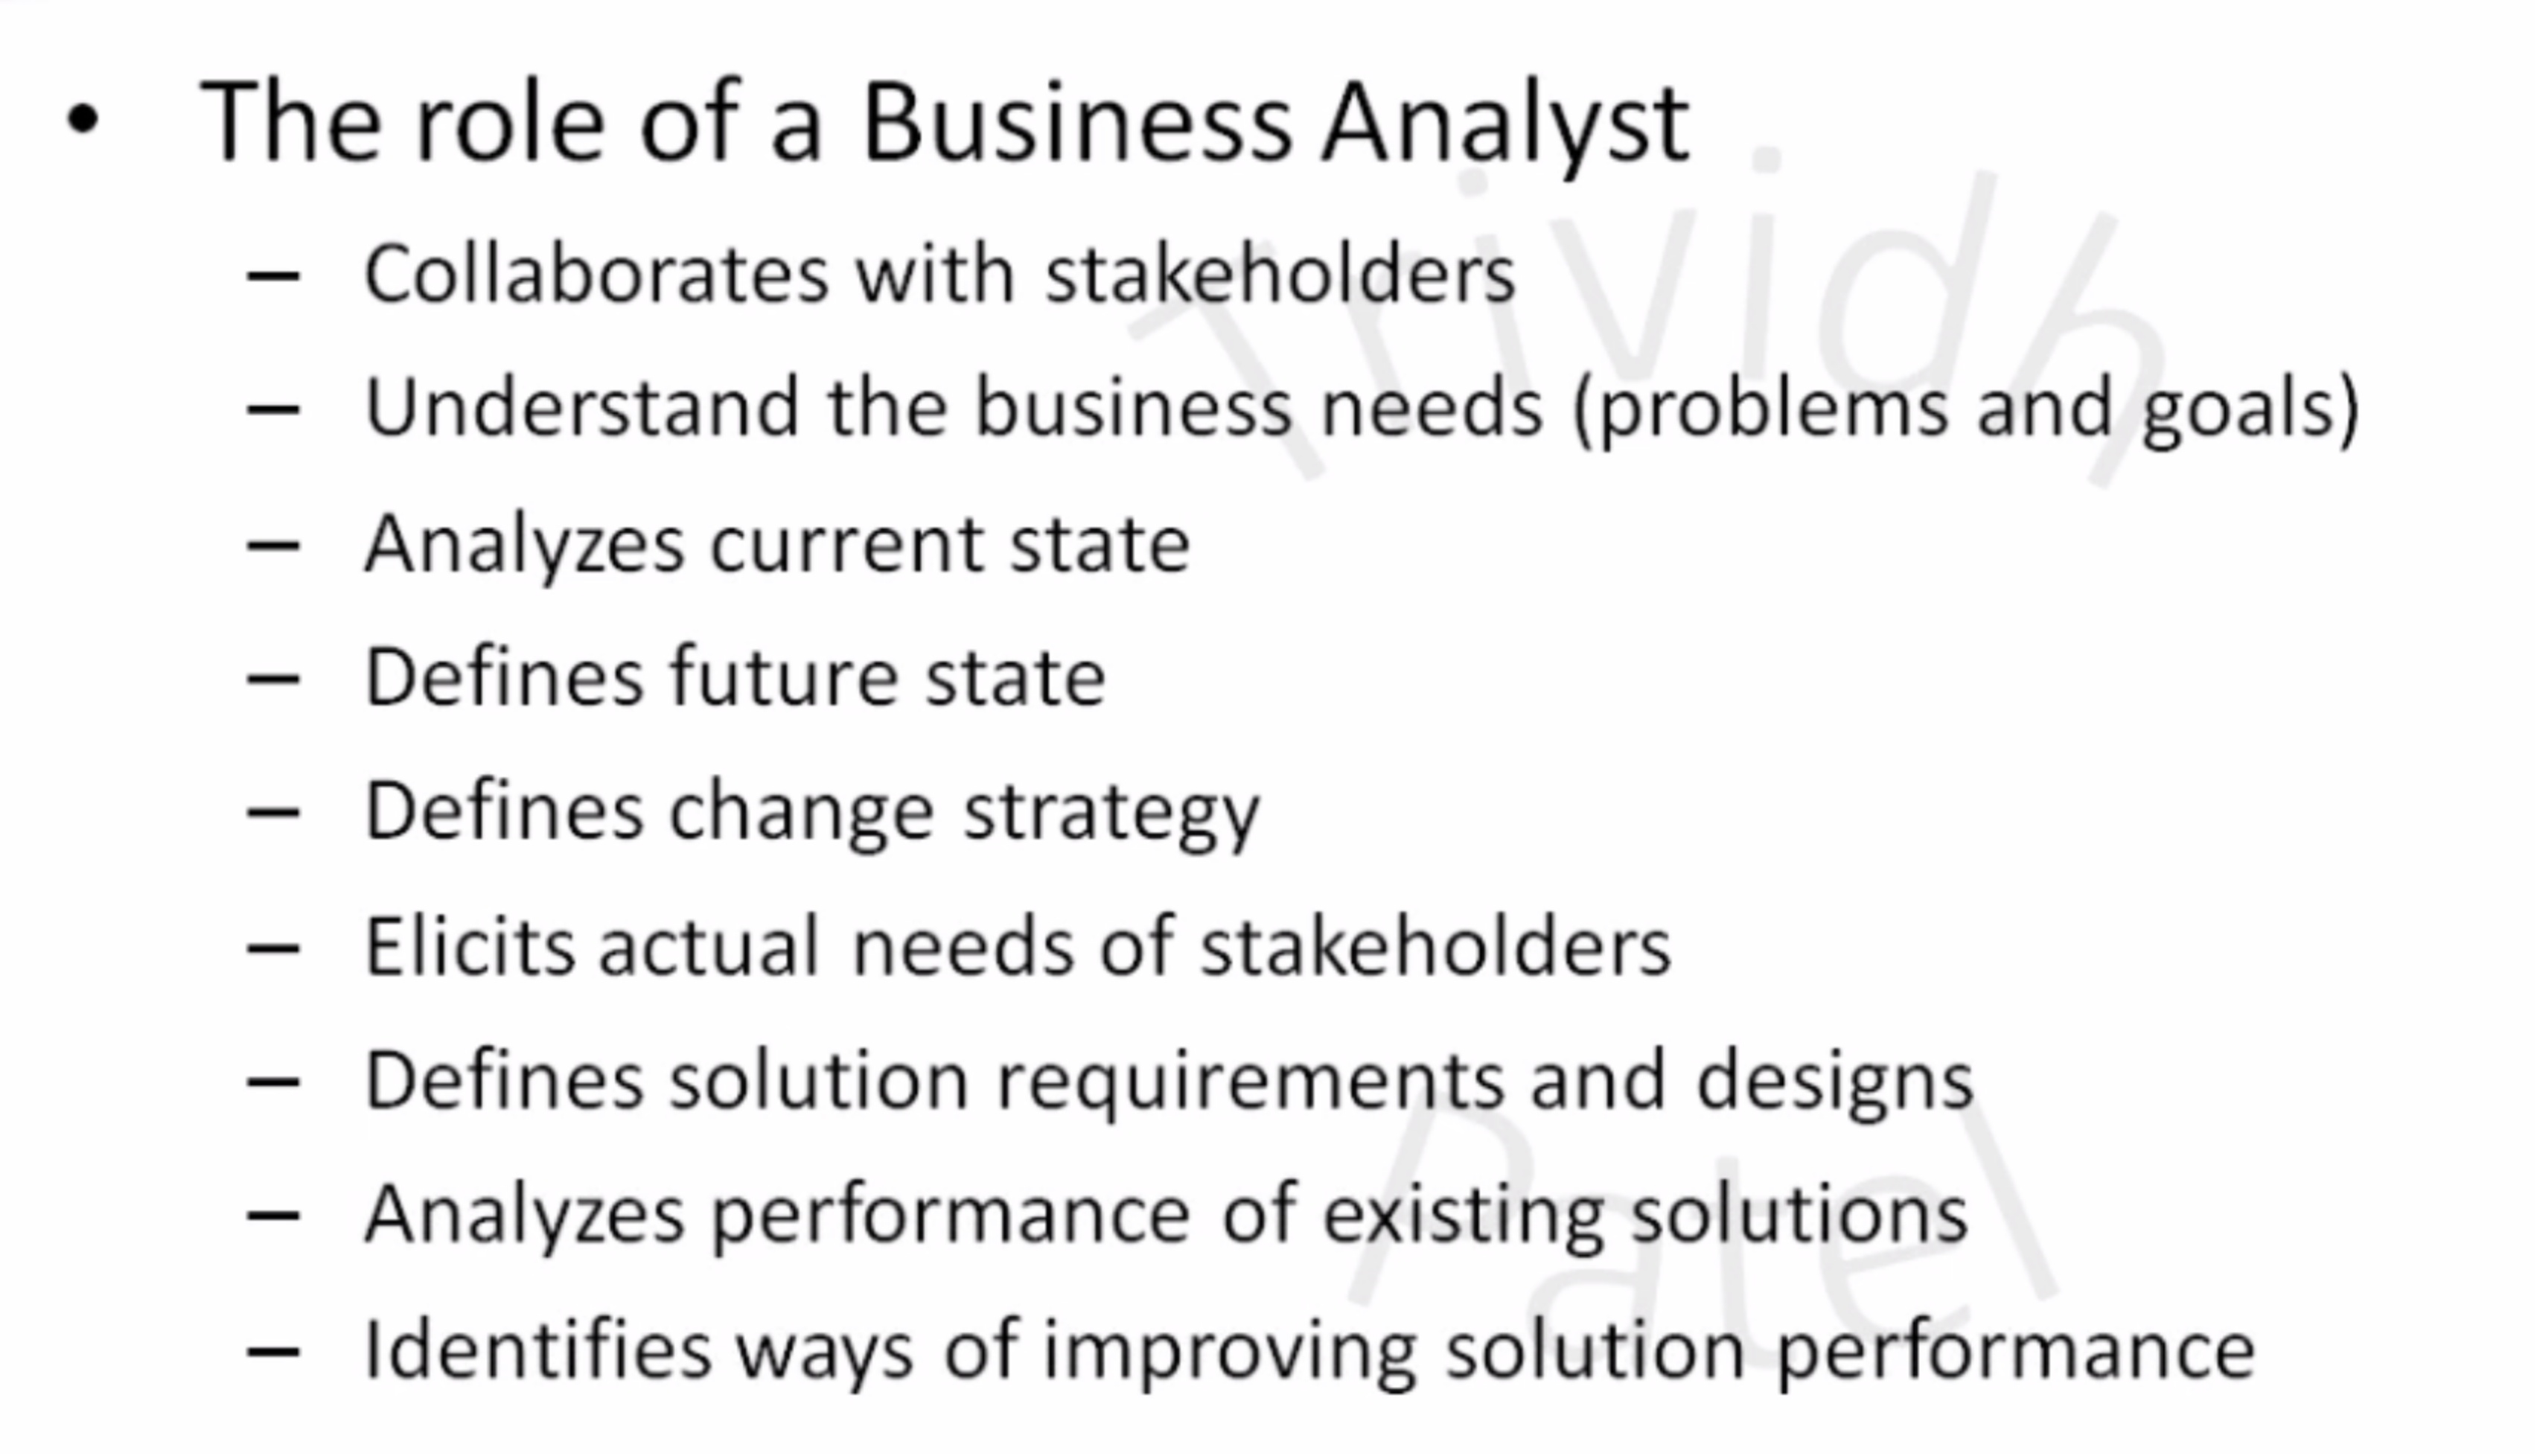 • The role of a Business Analyst
– Collaborates with stakeholders
– Understand the business needs (problems and goals)
– Analyzes current state
– Defines future state
– Defines change strategy
– Elicits actual needs of stakeholders
– Defines solution requirements and designs
– Analyzes performance of existing solutions
– Identifies ways of improving solution performance
Trividh
Patel